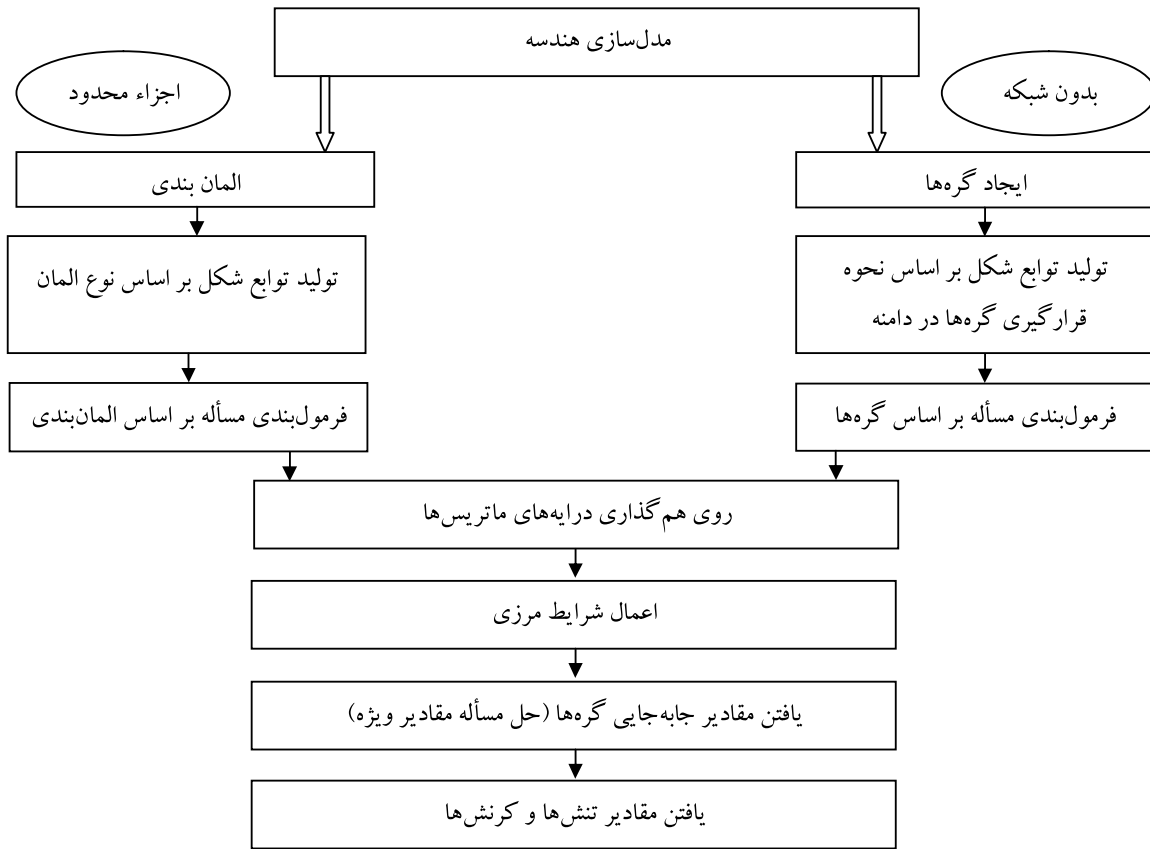 مدل‌سازی هندسه
بدون شبکه
اجزاء محدود
ایجاد گره‌ها
المان بندی
تولید توابع شکل بر اساس نحوه
قرارگیری گره‌ها در دامنه
تولید توابع شکل بر اساس نوع المان
فرمول‌بندی مسأله بر اساس گره‌ها
فرمول‌بندی مسأله بر اساس المان‌بندی
روی هم‌گذاری درایه‌های ماتریس‌ها
اعمال شرایط مرزی
یافتن مقادیر جابه‌جایی گره‌ها (حل مسأله مقادیر ویژه)
یافتن مقادیر تنش‌ها و کرنش‌ها